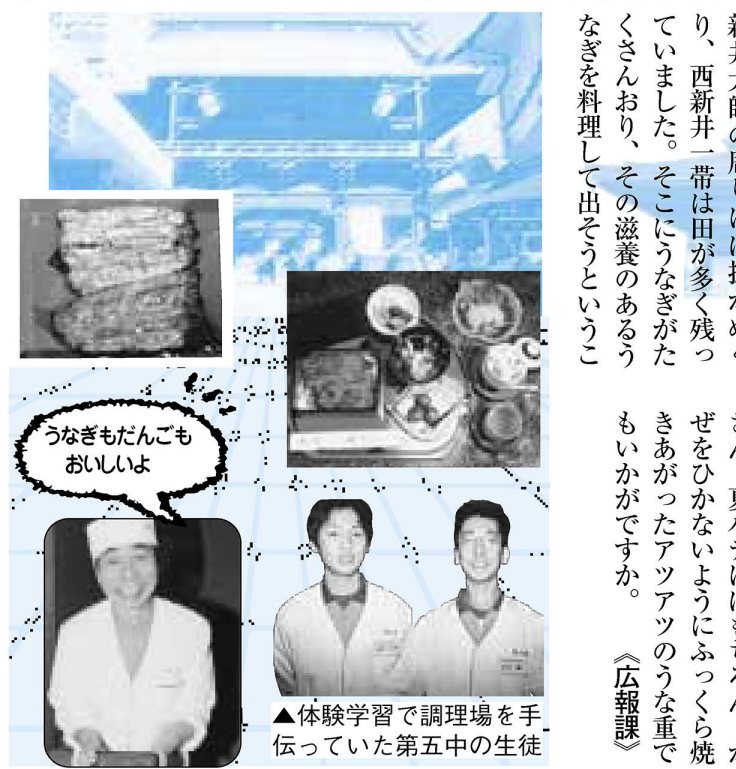 り、西新井一帯は田が多く残っ
ていました。そこにうなぎがた
くさんおり、その滋養のあるう
なぎを料理して出そうというこ
ぜをひかないようにふっくら焼
きあがったアツアツのうな重で
もいかがですか。　《広報課》
うなぎもだんごも
おいしいよ
▲体験学習で調理場を手
伝っていた第五中の生徒